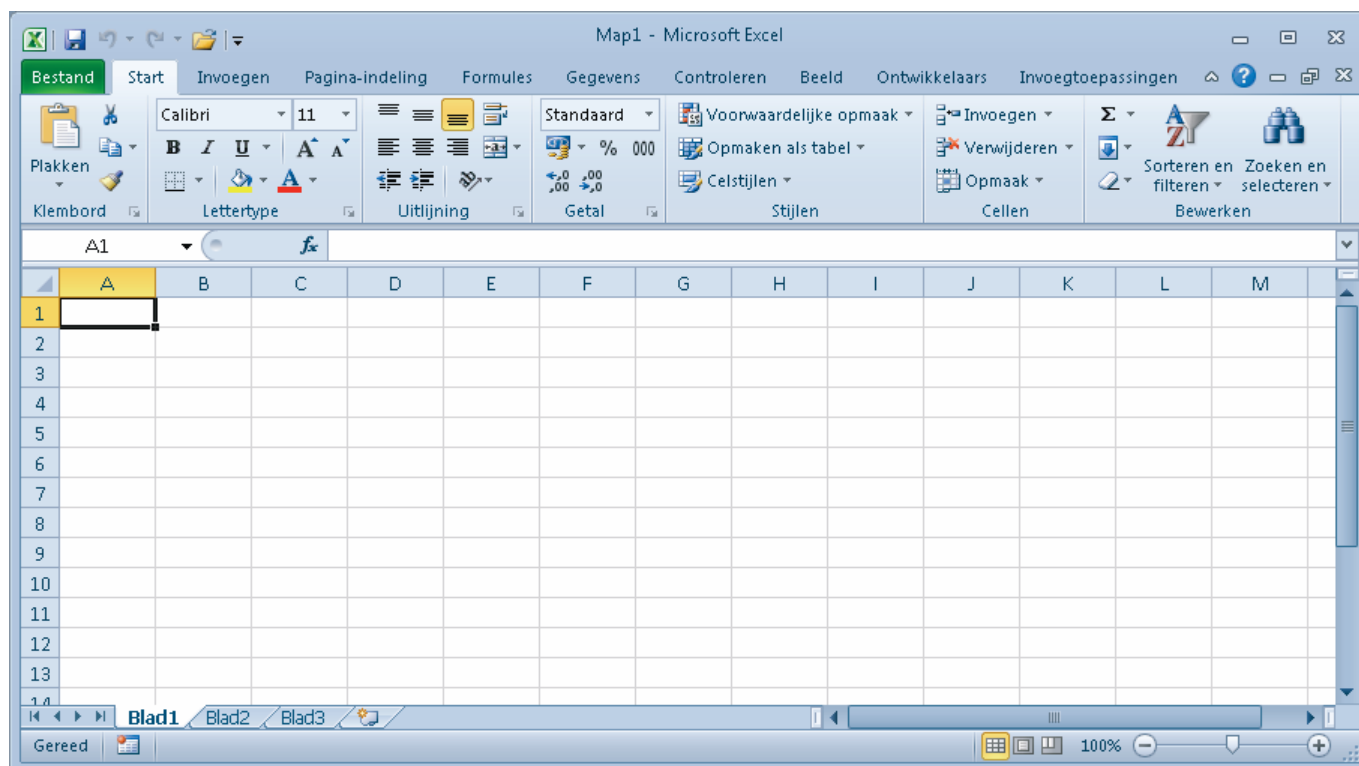 Map1 - Microsoft Excel
Bestand Start Invoegen Pagina-indeling Formules Gegevens Controleren Beeld Ontwikkelaars Invoegtoepassingen
Calibri 11 Standaard Voorwaardelijke opmaak Invoegen Σ
B I U A A % 000 Opmaken als tabel Verwijderen
Plakken Celstijlen Opmaak Sorteren en filteren Zoeken en selecteren
Klembord Lettertype Uitlijning Getal Stijlen Cellen Bewerken
A1 fx
A B C D E F G H I J K L M
1
2
3
4
5
6
7
8
9
10
11
12
13
14
Blad1 Blad2 Blad3
Gereed 100%